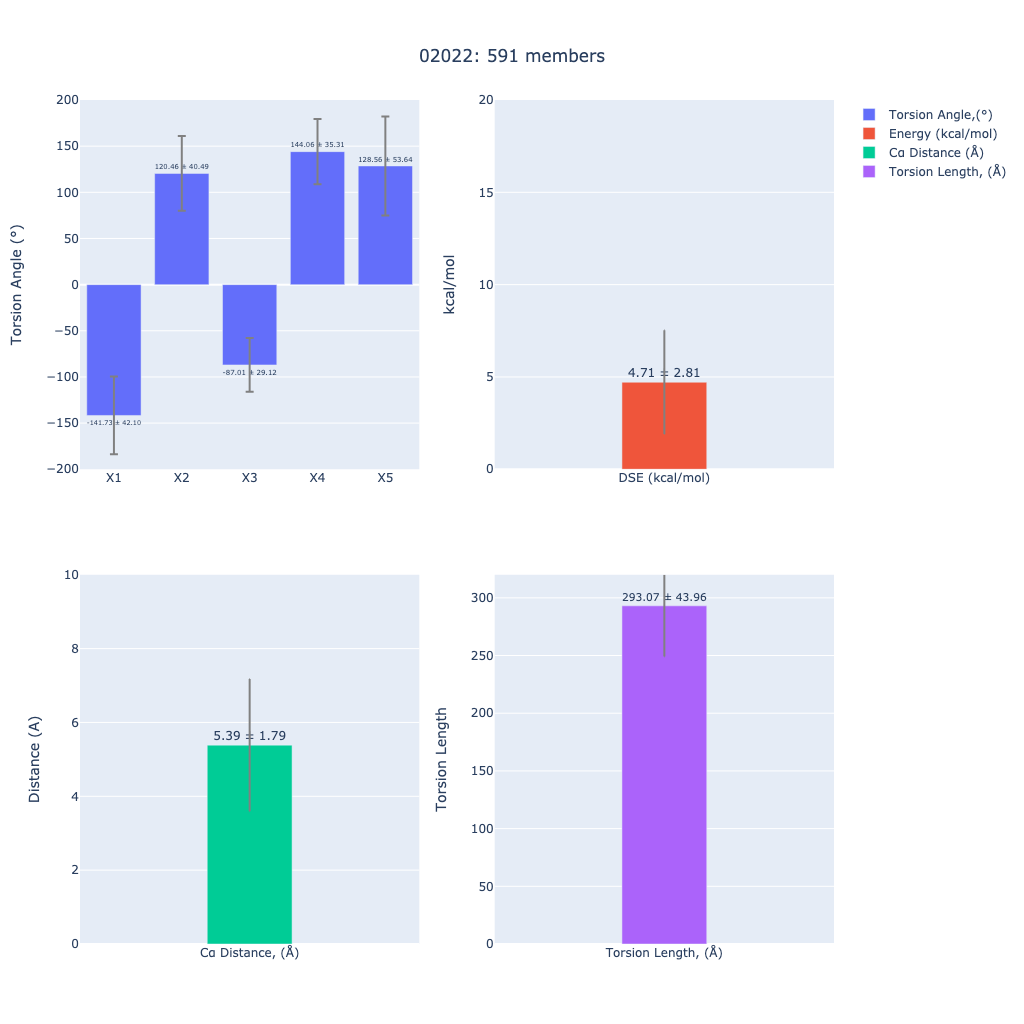 02022: 591 members
Torsion Angle,(°)
Energy (kcal/mol)
Cα Distance (Å)
Torsion Length, (Å)
Torsion Angle (°)
200
150
100
50
0
−50
−100
−150
−200
-141.73 ± 42.10
120.46 ± 40.49
-87.01 ± 29.12
144.06 ± 35.31
128.56 ± 53.64
X1 X2 X3 X4 X5
kcal/mol
20
15
10
5
0
4.71 ± 2.81
DSE (kcal/mol)
Distance (A)
10
8
6
4
2
0
5.39 ± 1.79
Cα Distance, (Å)
Torsion Length
300
250
200
150
100
50
0
293.07 ± 43.96
Torsion Length, (Å)